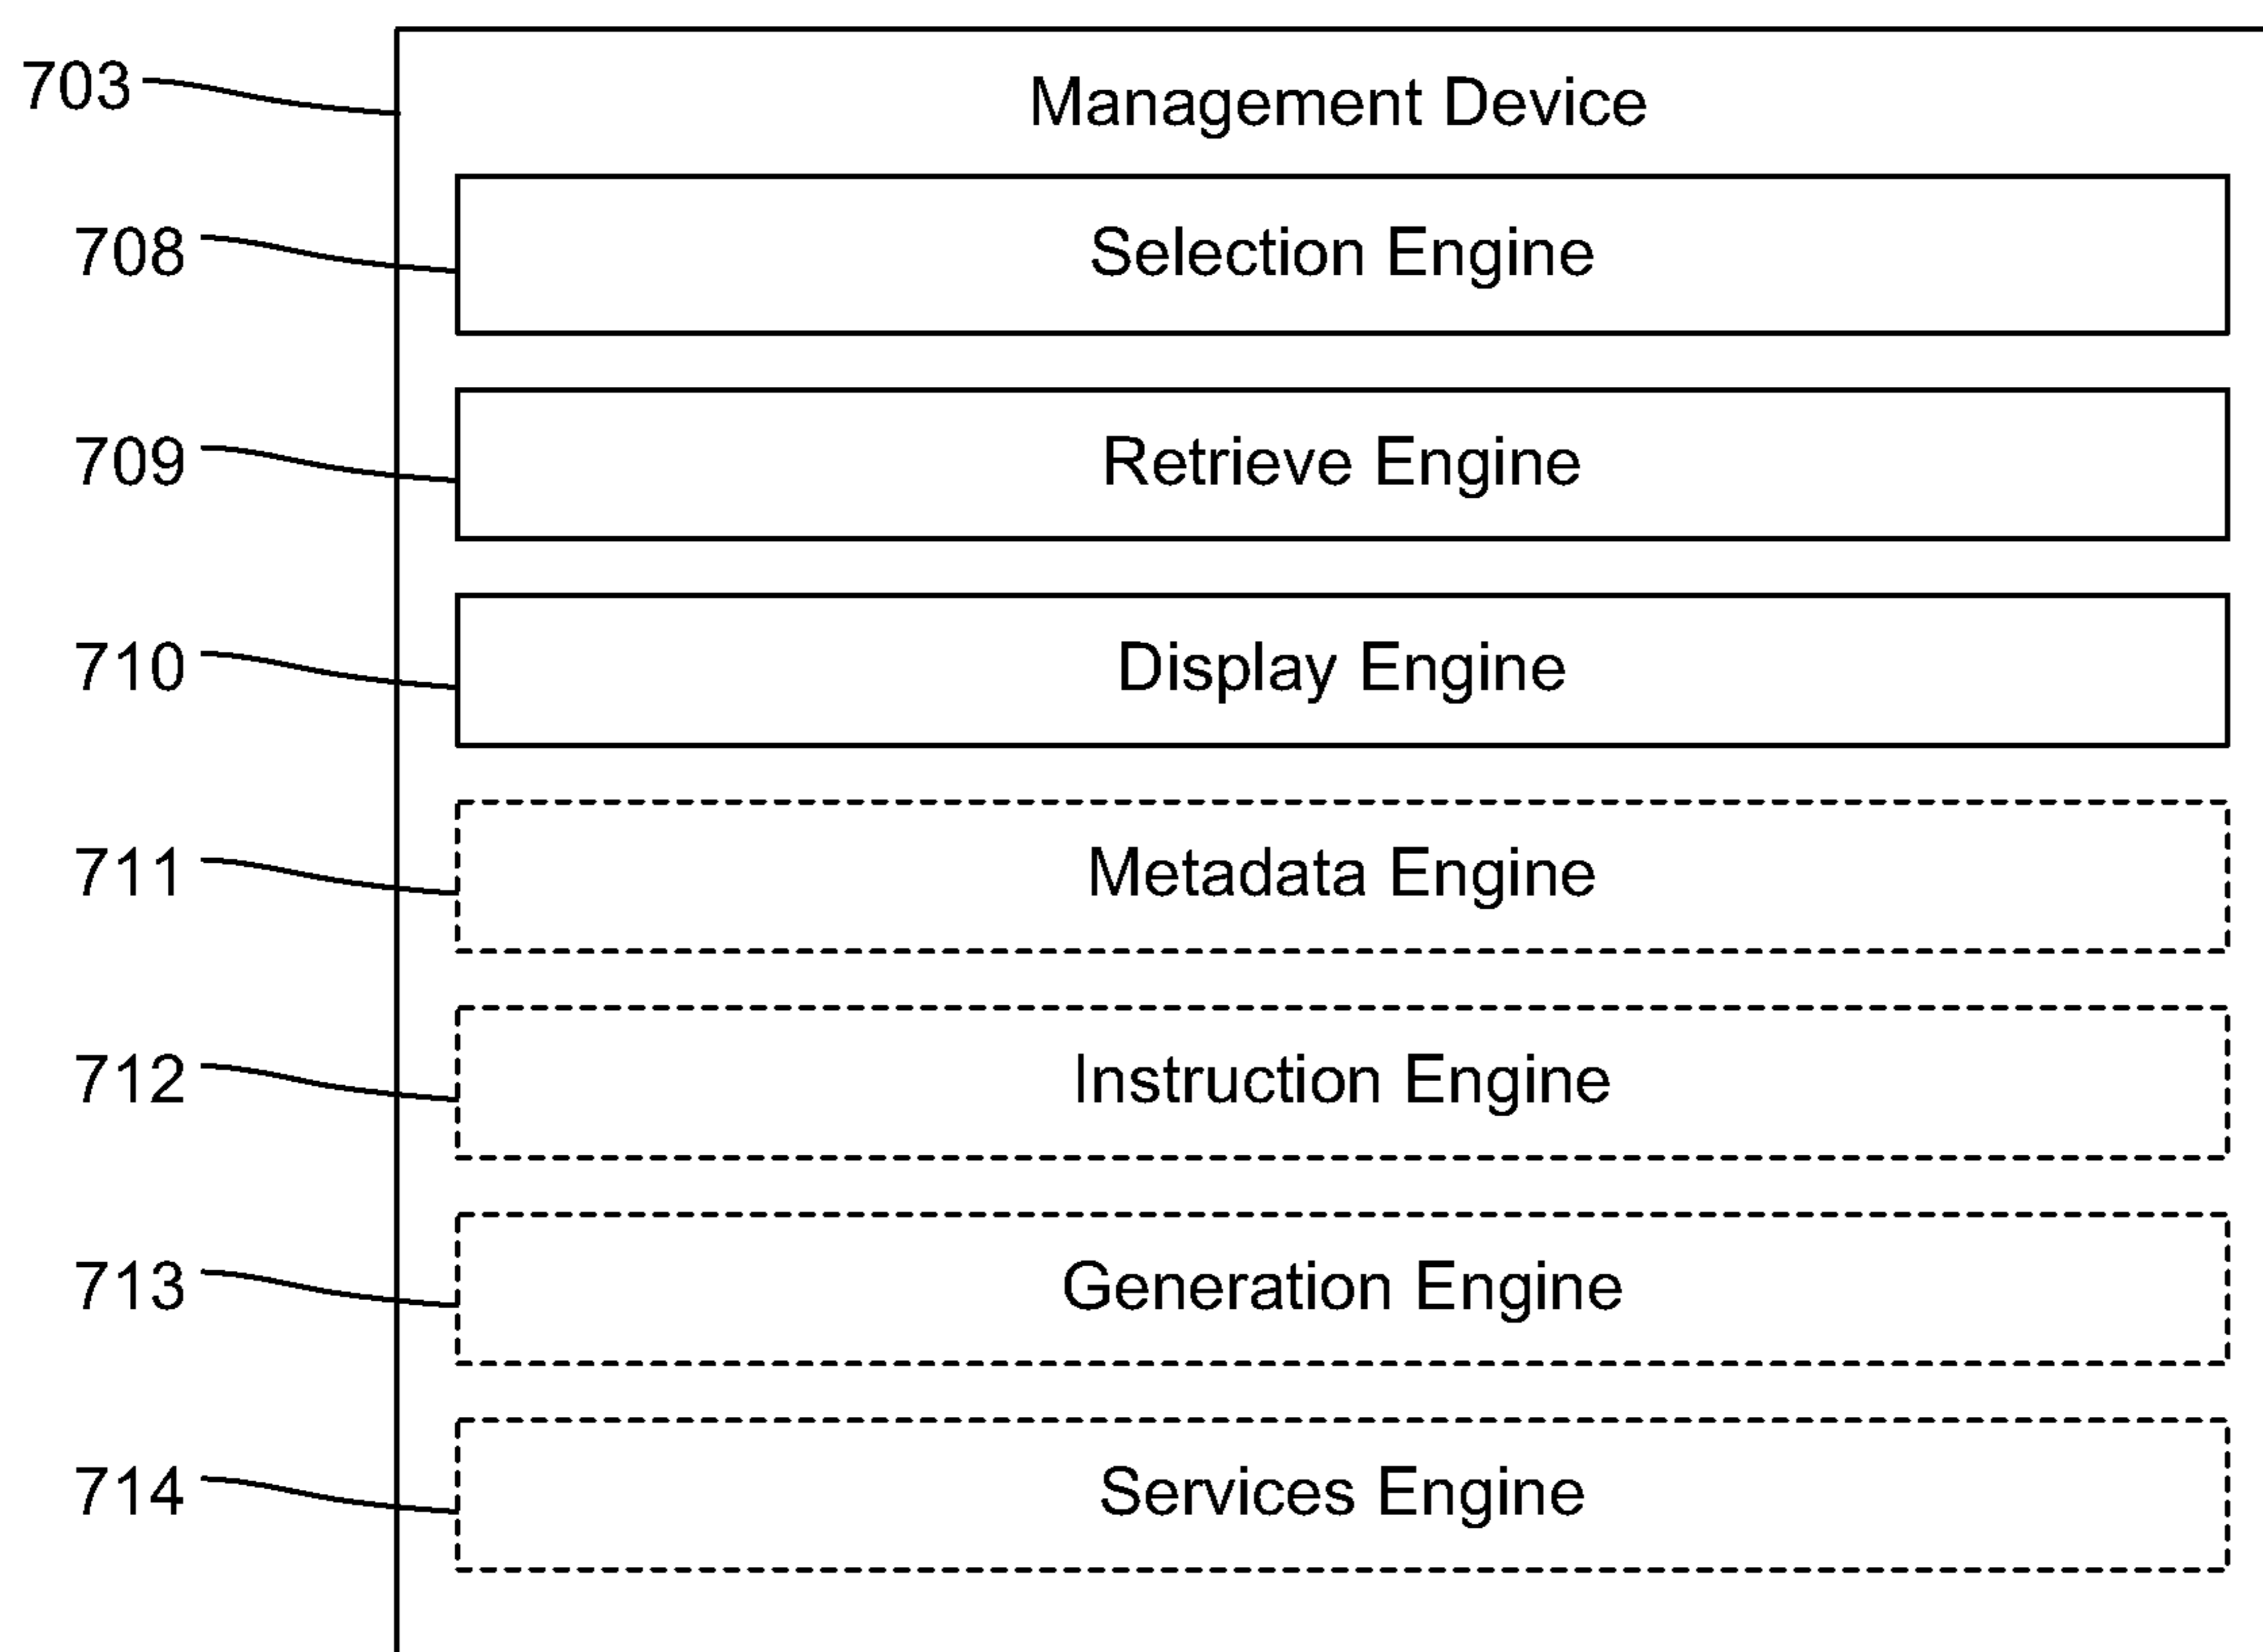 703 Management Device
708 Selection Engine
709 Retrieve Engine
710 Display Engine
711 Metadata Engine
712 Instruction Engine
713 Generation Engine
714 Services Engine